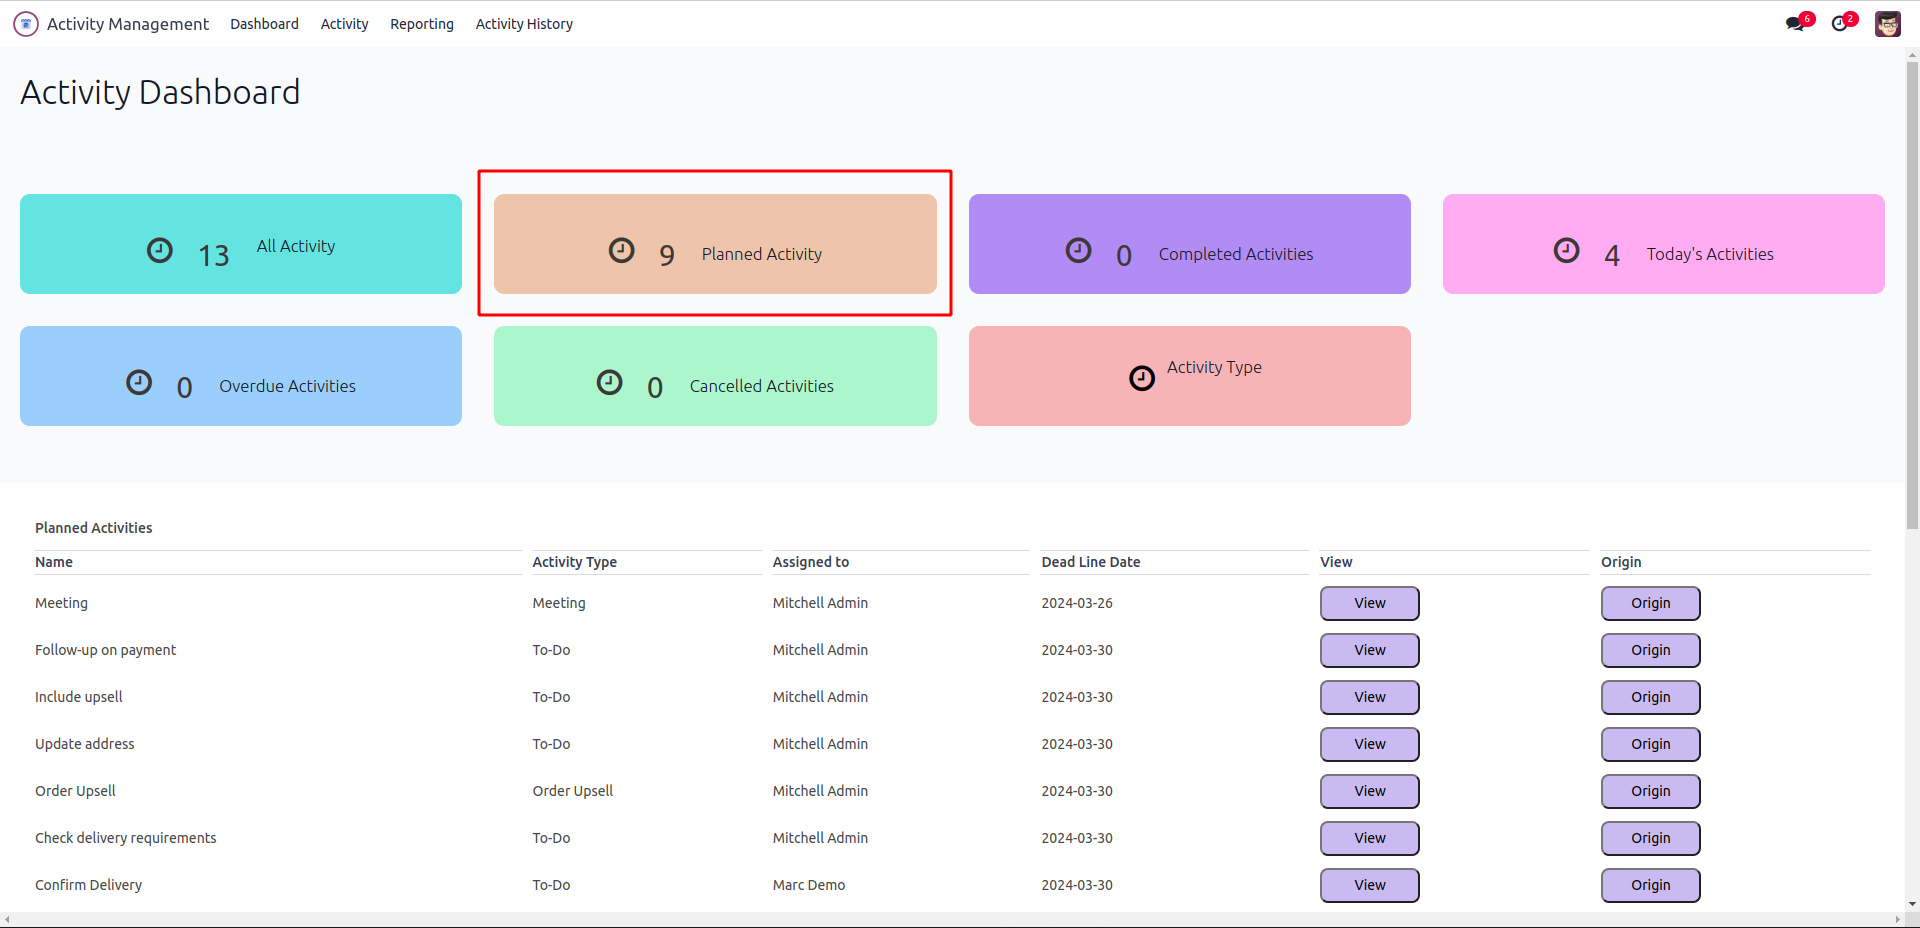 Activity Management Dashboard Activity Reporting Activity History 6 2
Activity Dashboard
13 All Activity
9 Planned Activity
0 Completed Activities
4 Today's Activities
0 Overdue Activities
0 Cancelled Activities
Activity Type
Planned Activities
Name Activity Type Assigned to Dead Line Date View Origin
Meeting Meeting Mitchell Admin 2024-03-26 View Origin
Follow-up on payment To-Do Mitchell Admin 2024-03-30 View Origin
Include upsell To-Do Mitchell Admin 2024-03-30 View Origin
Update address To-Do Mitchell Admin 2024-03-30 View Origin
Order Upsell Order Upsell Mitchell Admin 2024-03-30 View Origin
Check delivery requirements To-Do Mitchell Admin 2024-03-30 View Origin
Confirm Delivery To-Do Marc Demo 2024-03-30 View Origin